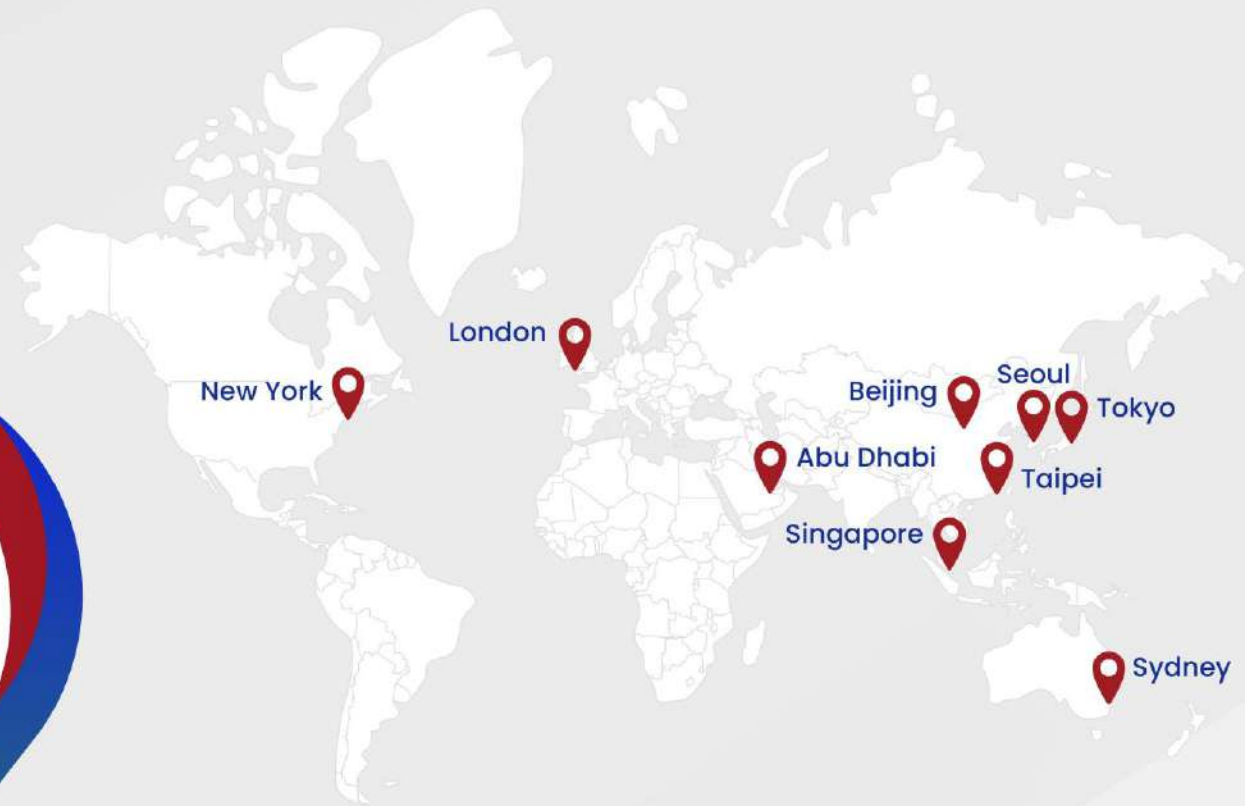 London
New York
Seoul
Beijing
Tokyo
Abu Dhabi
Taipei
Singapore
Sydney